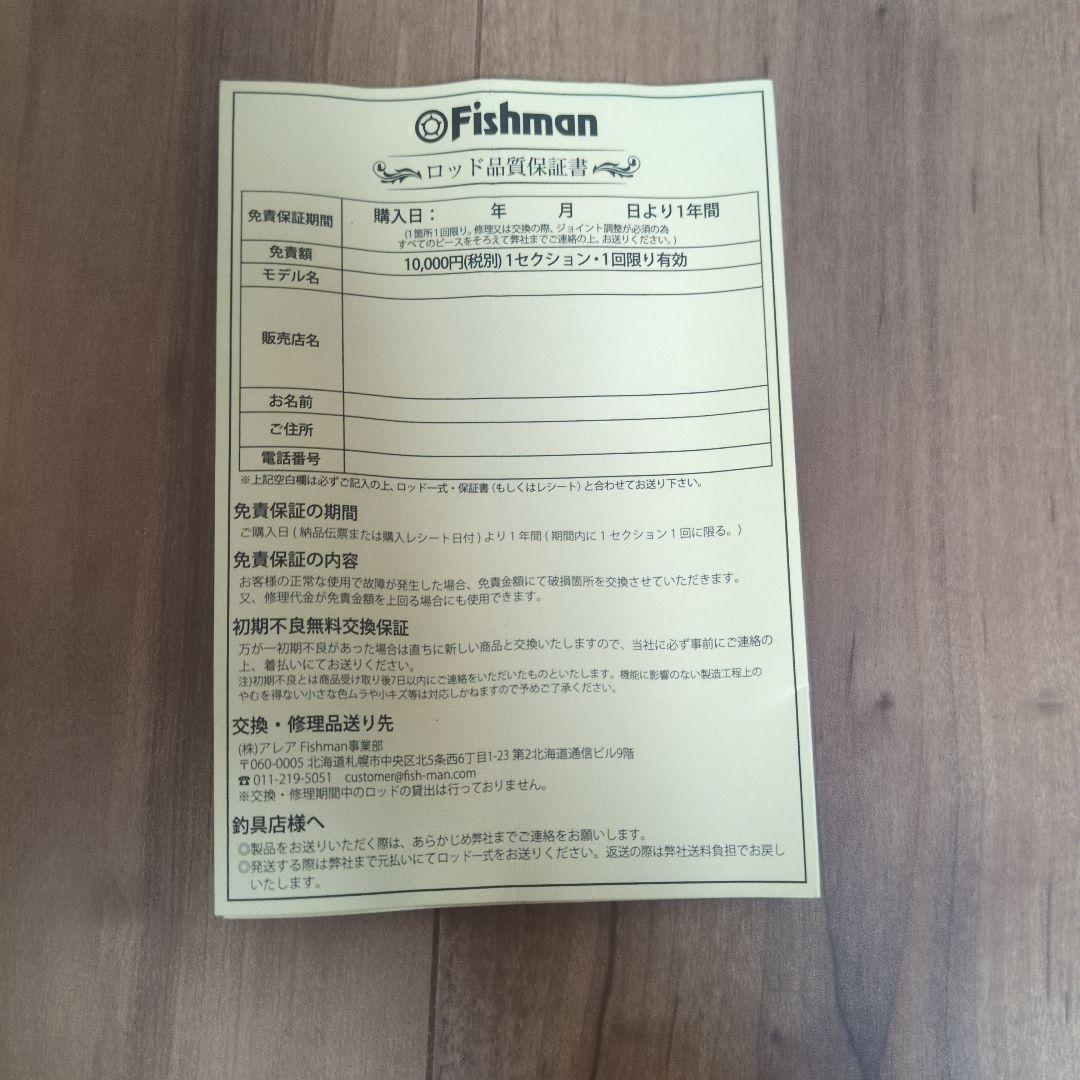 Fishman
ロッド品質保証書
免責保証期間 購入日： 年 月 日より1年間
(1箇所1回限り。修理又は交換の際、ジョイント調整が必須の為
すべてのピースをそろえて弊社までご連絡の上、お送りください。)
免責額 10,000円(税別) 1セクション・1回限り有効
モデル名
販売店名
お名前
ご住所
電話番号
※上記空白欄は必ずご記入の上、ロッド一式・保証書（もしくはレシート）と合わせてお送り下さい。
免責保証の期間
ご購入日 ( 納品伝票または購入レシート日付 ) より 1 年間 ( 期間内に 1 セクション 1 回に限る。)
免責保証の内容
お客様の正常な使用で故障が発生した場合、免責金額にて破損箇所を交換させていただきます。
又、修理代金が免責金額を上回る場合にも使用できます。
初期不良無料交換保証
万が一初期不良があった場合は直ちに新しい商品と交換いたしますので、当社に必ず事前にご連絡の
上、着払いにてお送りください。
注)初期不良とは商品受け取り後7日以内にご連絡をいただいたものといたします。機能に影響のない製造工程上の
やむを得ない小さな色ムラや小キズ等は対応しかねますので予めご了承ください。
交換・修理品送り先
(株)アレア Fishman事業部
〒060-0005 北海道札幌市中央区北5条西6丁目1-23 第2北海道通信ビル9階
☎ 011-219-5051 customer@fish-man.com
※交換・修理期間中のロッドの貸出は行っておりません。
釣具店様へ
◎製品をお送りいただく際は、あらかじめ弊社までご連絡をお願いします。
◎発送する際は弊社まで元払いにてロッド一式をお送りください。返送の際は弊社送料負担でお戻し
いたします。